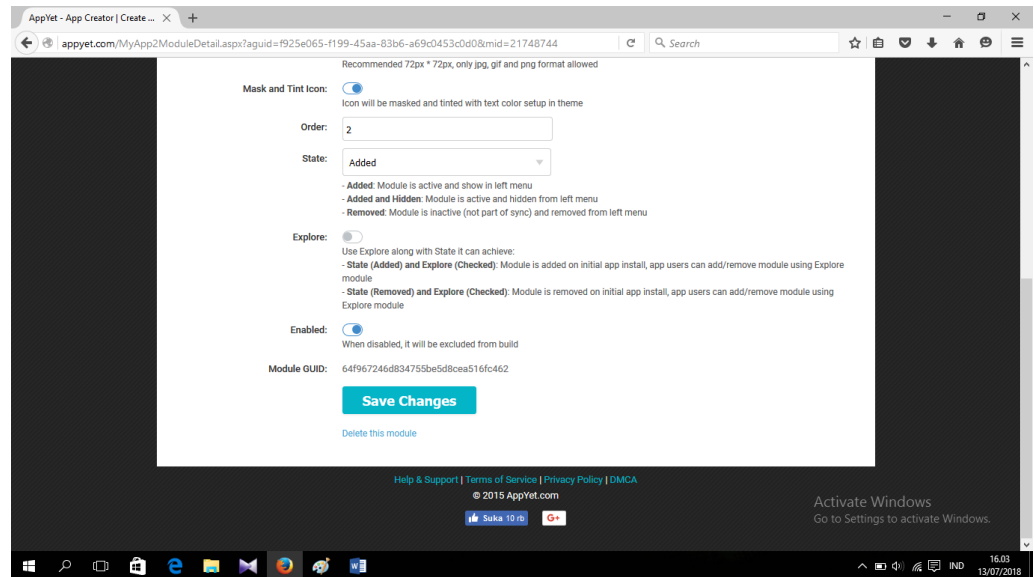 AppYet - App Creator | Create ...
appyet.com/MyApp2ModuleDetail.aspx?aguid=f925e065-f199-45aa-83b6-a69c0453c0d0&mid=21748744
Search
Recommended 72px * 72px, only jpg, gif and png format allowed
Mask and Tint Icon:
Icon will be masked and tinted with text color setup in theme
Order:
2
State:
Added
- Added: Module is active and show in left menu
- Added and Hidden: Module is active and hidden from left menu
- Removed: Module is inactive (not part of sync) and removed from left menu
Explore:
Use Explore along with State it can achieve:
- State (Added) and Explore (Checked): Module is added on initial app install, app users can add/remove module using Explore
module
- State (Removed) and Explore (Checked): Module is removed on initial app install, app users can add/remove module using
Explore module
Enabled:
When disabled, it will be excluded from build
Module GUID:
64f967246d834755be5d8cea516fc462
Save Changes
Delete this module
Help & Support | Terms of Service | Privacy Policy | DMCA
© 2015 AppYet.com
Suka 10 rb
G+
Activate Windows
Go to Settings to activate Windows.
IND
16.03
13/07/2018